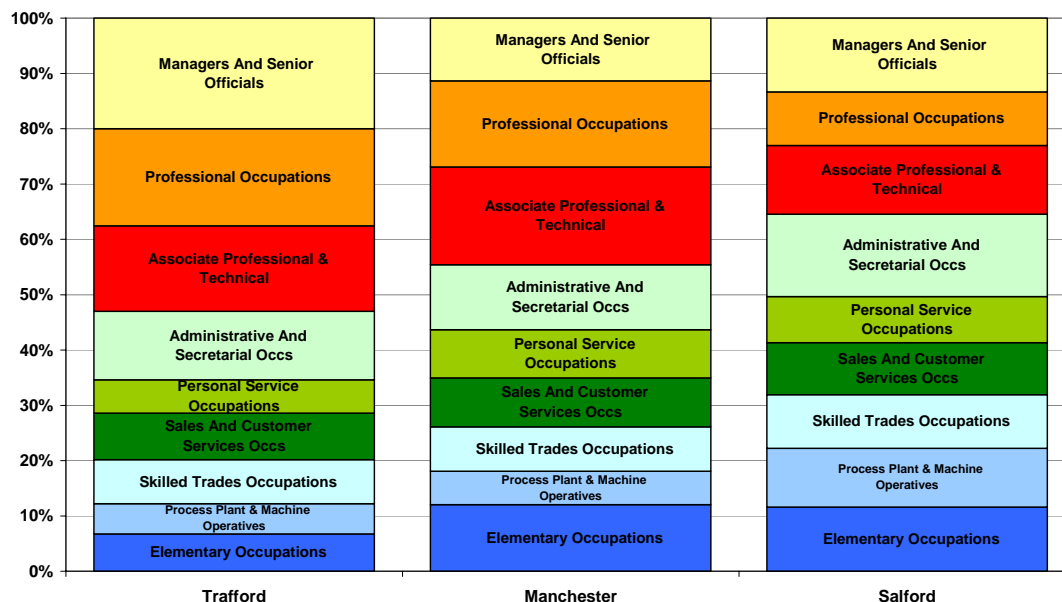 100%
90%
80%
70%
60%
50%
40%
30%
20%
10%
0%
Managers And Senior
Officials
Professional Occupations
Associate Professional &
Technical
Administrative And
Secretarial Occs
Personal Service
Occupations
Sales And Customer
Services Occs
Skilled Trades Occupations
Process Plant & Machine
Operatives
Elementary Occupations
Trafford
Managers And Senior
Officials
Professional Occupations
Associate Professional &
Technical
Administrative And
Secretarial Occs
Personal Service
Occupations
Sales And Customer
Services Occs
Skilled Trades Occupations
Process Plant & Machine
Operatives
Elementary Occupations
Manchester
Managers And Senior
Officials
Professional Occupations
Associate Professional &
Technical
Administrative And
Secretarial Occs
Personal Service
Occupations
Sales And Customer
Services Occs
Skilled Trades Occupations
Process Plant & Machine
Operatives
Elementary Occupations
Salford